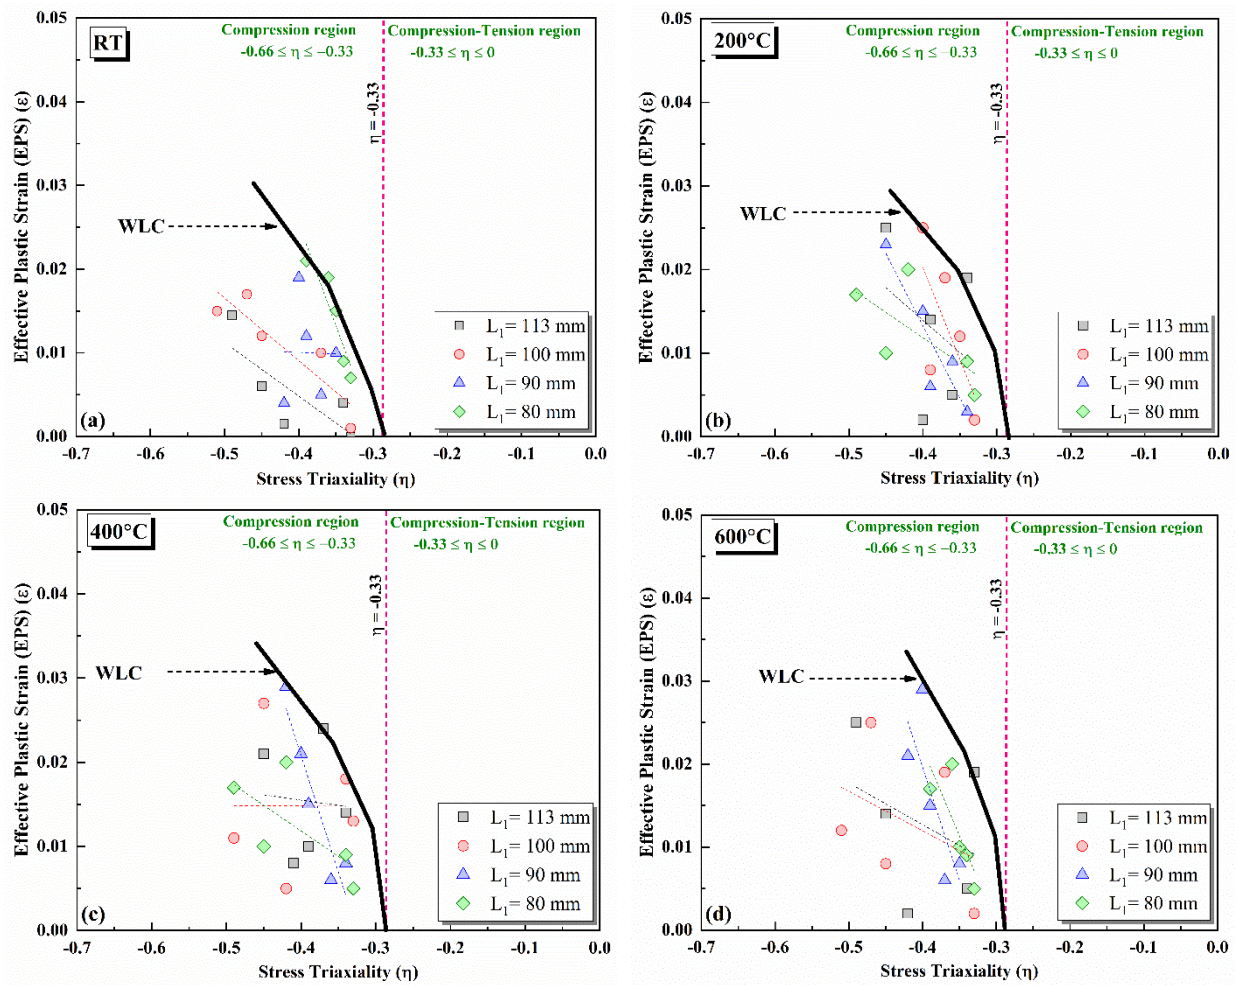 RT
Compression region
-0.66 ≤ η ≤ −0.33
Compression-Tension region
-0.33 ≤ η ≤ 0
η = -0.33
WLC
L1= 113 mm
L1= 100 mm
L1= 90 mm
L1= 80 mm
(a)
0.05
0.04
0.03
0.02
0.01
0.00
-0.7 -0.6 -0.5 -0.4 -0.3 -0.2 -0.1 0.0
Effective Plastic Strain (EPS) (ε)
Stress Triaxiality (η)
200°C
Compression region
-0.66 ≤ η ≤ −0.33
Compression-Tension region
-0.33 ≤ η ≤ 0
η = -0.33
WLC
L1= 113 mm
L1= 100 mm
L1= 90 mm
L1= 80 mm
(b)
0.05
0.04
0.03
0.02
0.01
0.00
-0.7 -0.6 -0.5 -0.4 -0.3 -0.2 -0.1 0.0
Effective Plastic Strain (EPS) (ε)
Stress Triaxiality (η)
400°C
Compression region
-0.66 ≤ η ≤ −0.33
Compression-Tension region
-0.33 ≤ η ≤ 0
η = -0.33
WLC
L1= 113 mm
L1= 100 mm
L1= 90 mm
L1= 80 mm
(c)
0.05
0.04
0.03
0.02
0.01
0.00
-0.7 -0.6 -0.5 -0.4 -0.3 -0.2 -0.1 0.0
Effective Plastic Strain (EPS) (ε)
Stress Triaxiality (η)
600°C
Compression region
-0.66 ≤ η ≤ −0.33
Compression-Tension region
-0.33 ≤ η ≤ 0
η = -0.33
WLC
L1= 113 mm
L1= 100 mm
L1= 90 mm
L1= 80 mm
(d)
0.05
0.04
0.03
0.02
0.01
0.00
-0.7 -0.6 -0.5 -0.4 -0.3 -0.2 -0.1 0.0
Effective Plastic Strain (EPS) (ε)
Stress Triaxiality (η)